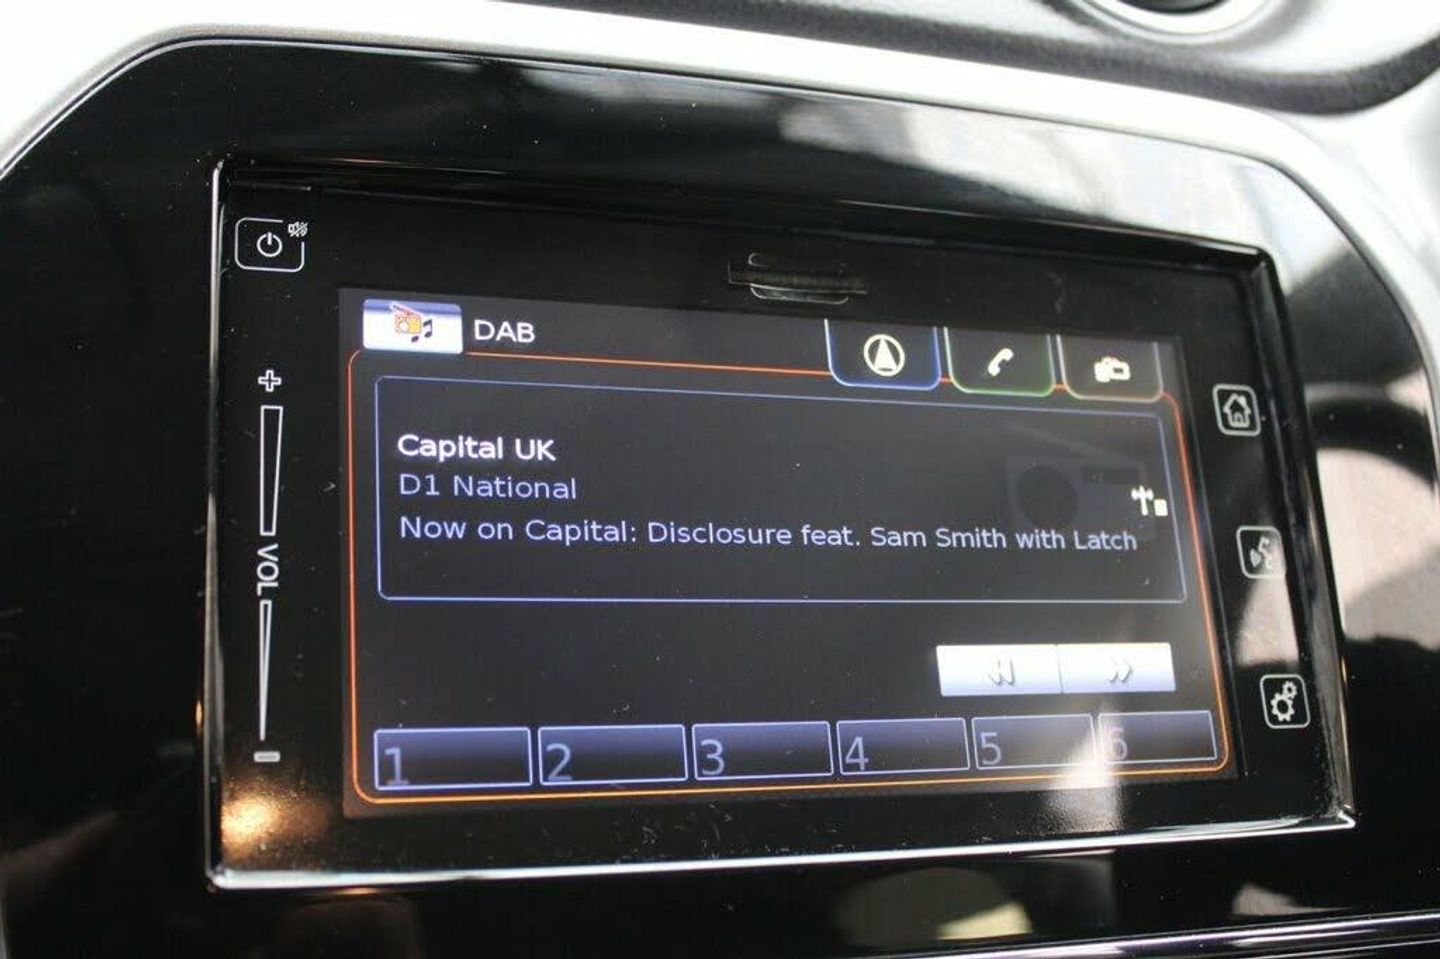 DAB
Capital UK
D1 National
Now on Capital: Disclosure feat. Sam Smith with Latch
VOL
1 2 3 4 5 6